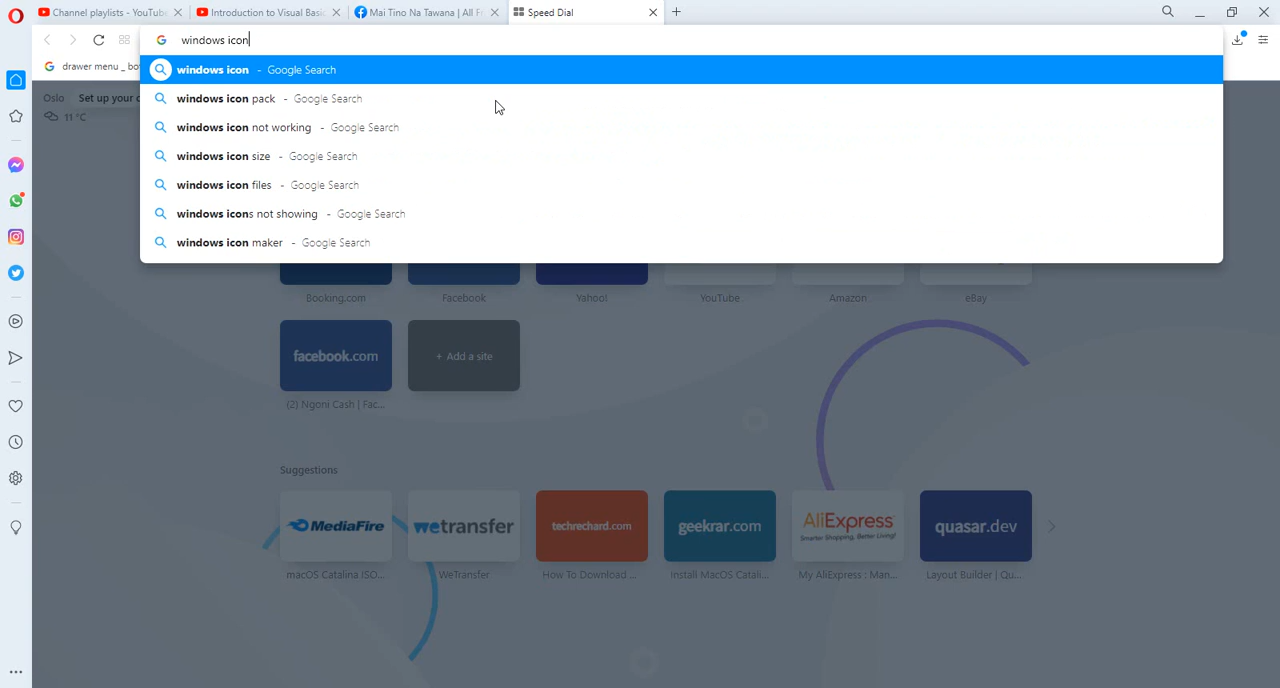 Channel playlists - YouTube
Introduction to Visual Basic
Mai Tino Na Tawana | All Fr
Speed Dial
windows icon
drawer menu _ bo
windows icon - Google Search
windows icon pack - Google Search
windows icon not working - Google Search
windows icon size - Google Search
windows icon files - Google Search
windows icons not showing - Google Search
windows icon maker - Google Search
Oslo Set up your c
11 °C
Booking.com
Facebook
Yahoo!
YouTube
Amazon
eBay
facebook.com
+ Add a site
(2) Ngoni Cash | Fac...
Suggestions
MediaFire
wetransfer
techrechard.com
geekrar.com
AliExpress
Smarter Shopping, Better Living!
quasar.dev
macOS Catalina ISO...
WeTransfer
How To Download ...
Install MacOS Catali...
My AliExpress : Man...
Layout Builder | Qu...